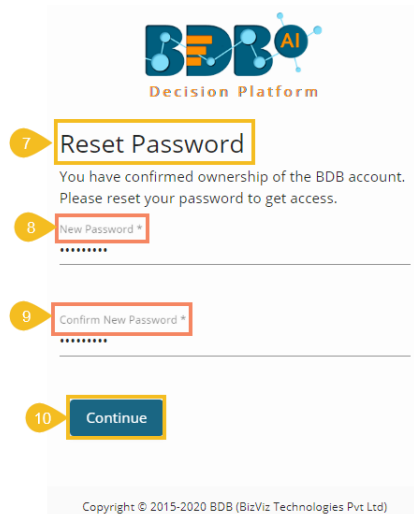 BDB AI
Decision Platform
7 Reset Password
You have confirmed ownership of the BDB account.
Please reset your password to get access.
8 New Password *
•••••••••
9 Confirm New Password *
•••••••••
10 Continue
Copyright © 2015-2020 BDB (BizViz Technologies Pvt Ltd)